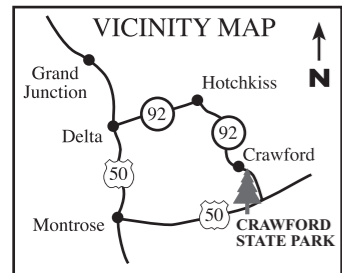 VICINITY MAP
Grand
Junction
N
Hotchkiss
92
Delta
92
Crawford
50
Montrose
50
CRAWFORD
STATE PARK